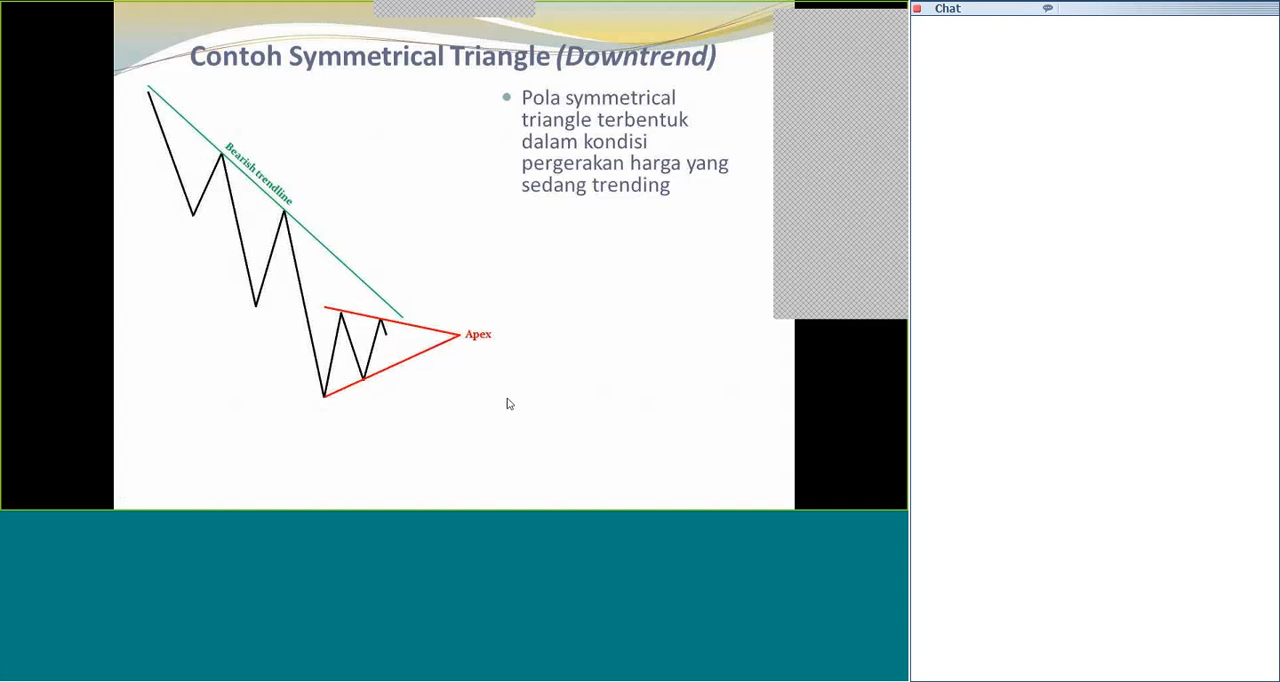 Chat
Contoh Symmetrical Triangle (Downtrend)
Pola symmetrical
triangle terbentuk
dalam kondisi
pergerakan harga yang
sedang trending
Bearish trendline
Apex